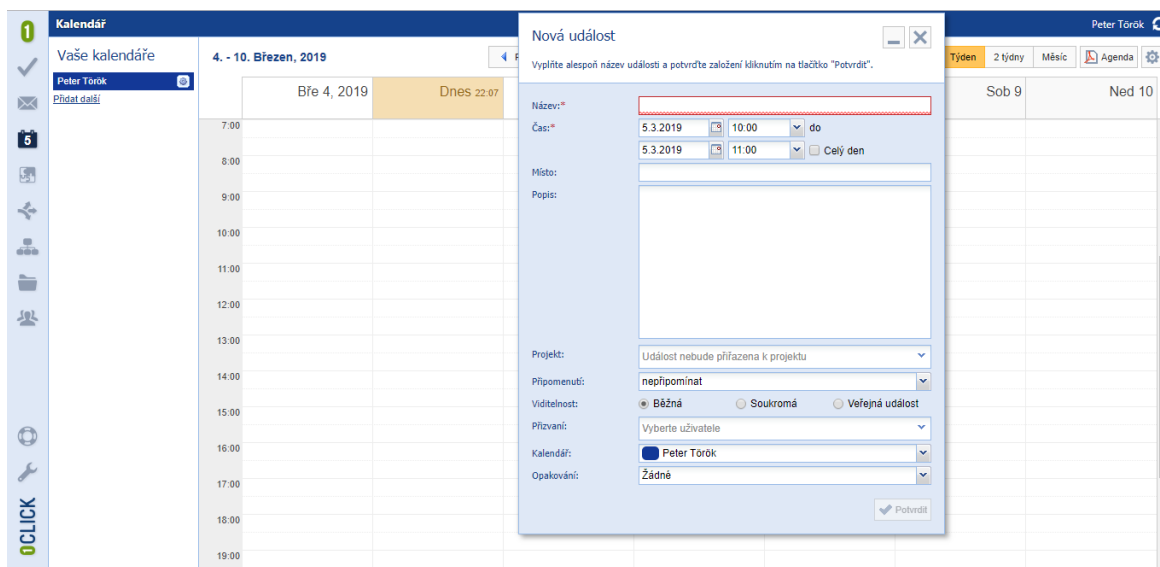 Kalendář
Peter Török
Vaše kalendáře
Peter Török
Přidat další
4. - 10. Březen, 2019
Týden
2 týdny
Měsíc
Agenda
Bře 4, 2019
Dnes 22:07
Sob 9
Ned 10
7:00
8:00
9:00
10:00
11:00
12:00
13:00
14:00
15:00
16:00
17:00
18:00
19:00
Nová událost
Vyplňte alespoň název události a potvrďte založení kliknutím na tlačítko "Potvrdit".
Název:*
Čas:* 5.3.2019 10:00 do
5.3.2019 11:00 Celý den
Místo:
Popis:
Projekt: Událost nebude přiřazena k projektu
Připomenutí: nepřipomínat
Viditelnost: Běžná Soukromá Veřejná událost
Přizvaní: Vyberte uživatele
Kalendář: Peter Török
Opakování: Žádné
Potvrdit
1
5
1CLICK